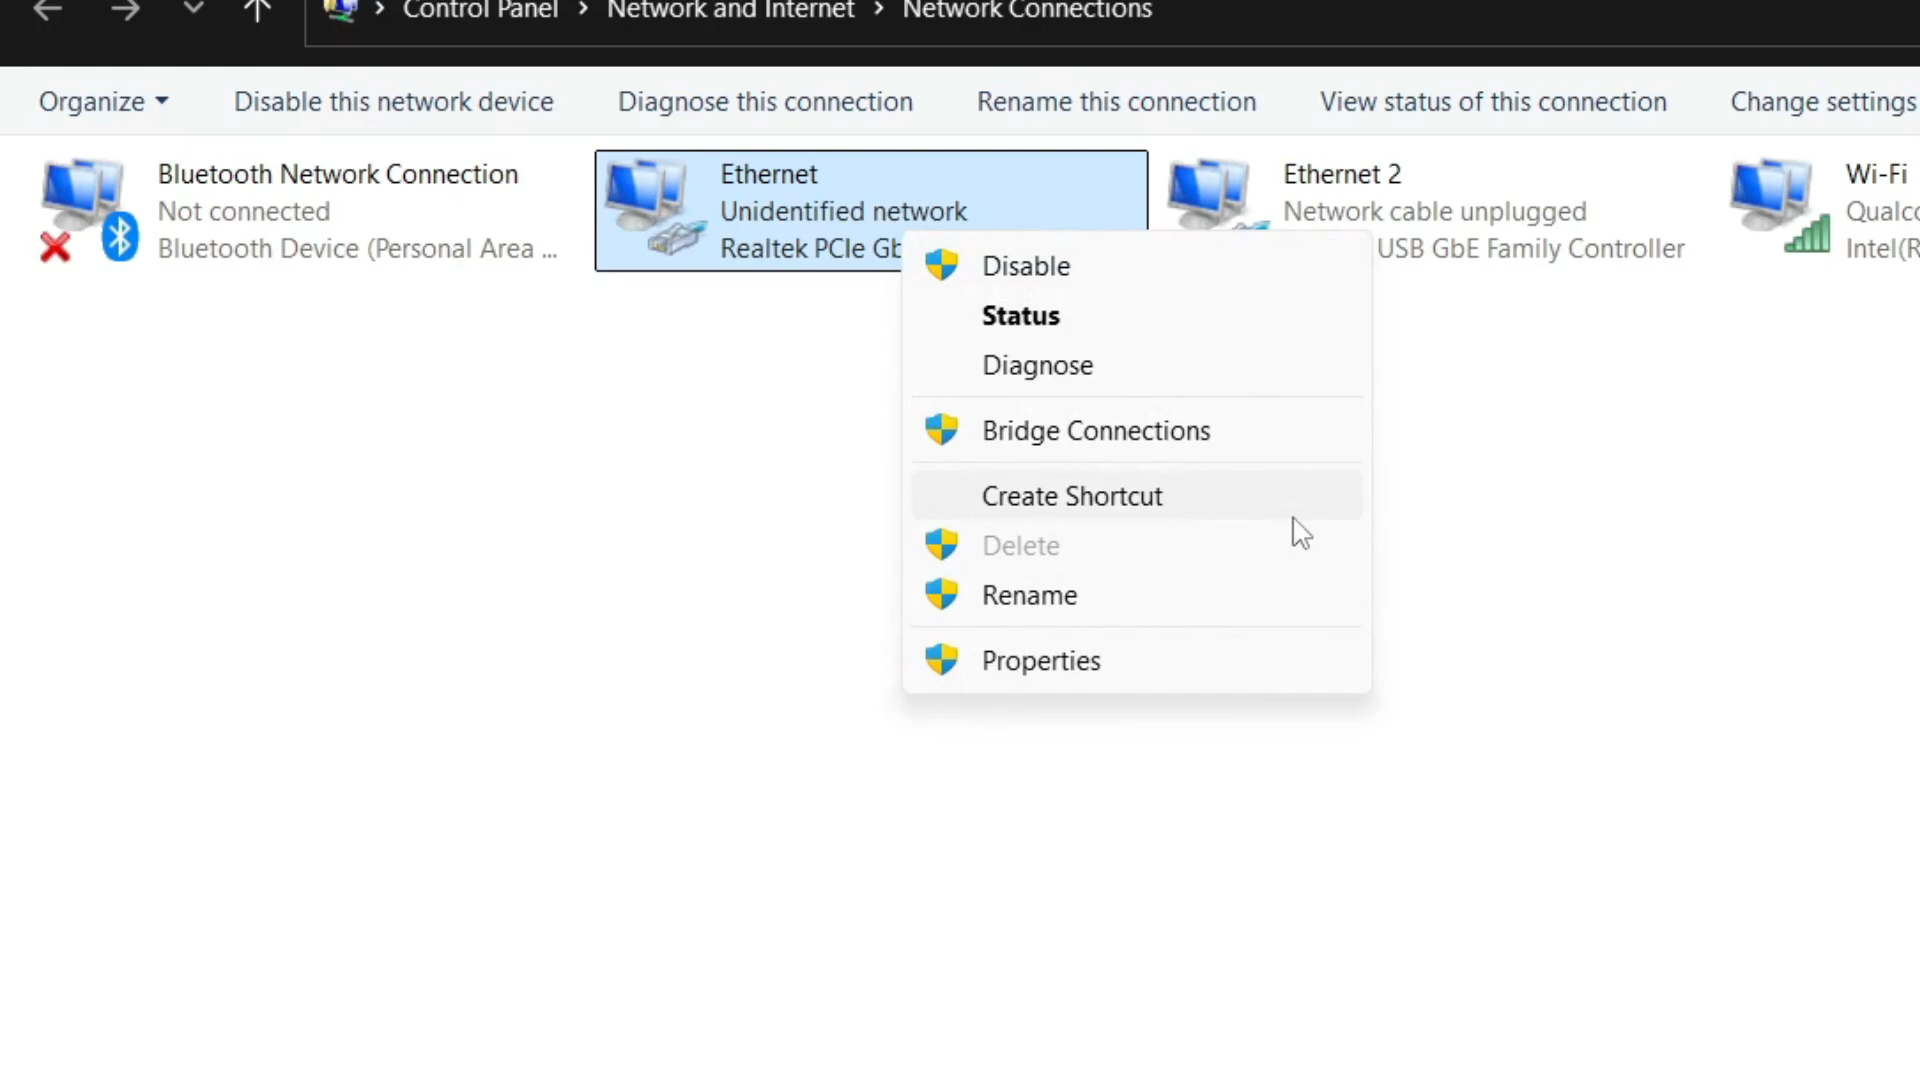 Control Panel > Network and Internet > Network Connections
Organize Disable this network device Diagnose this connection Rename this connection View status of this connection Change settings
Bluetooth Network Connection
Not connected
Bluetooth Device (Personal Area ...
Ethernet
Unidentified network
Realtek PCIe
Ethernet 2
Network cable unplugged
USB GbE Family Controller
Wi-Fi
Disable
Status
Diagnose
Bridge Connections
Create Shortcut
Delete
Rename
Properties